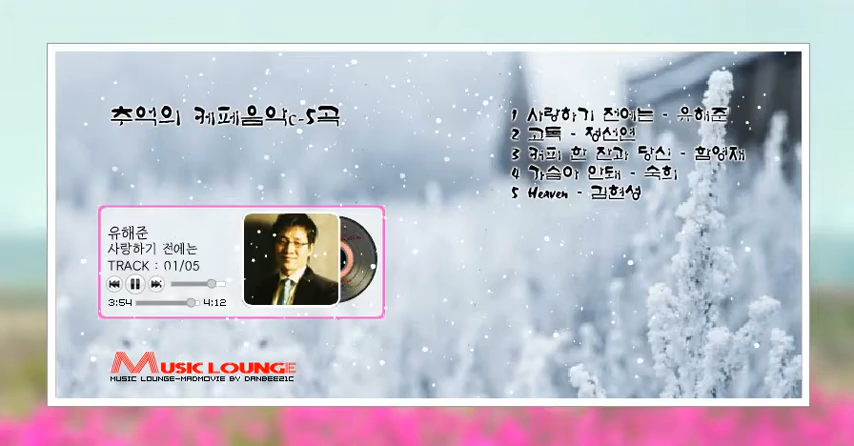 추억의 카페음악C-5곡
1 사랑하기 전에는 - 유해준
2 고독 - 정선연
3 커피 한 잔과 당신 - 함영재
4 가슴아 안돼 - 숙희
5 Heaven - 김현성
유해준
사랑하기 전에는
TRACK : 01/05
3:54 4:12
MUSIC LOUNGE
MUSIC LOUNGE-MADMOVIE BY DANBEE21C